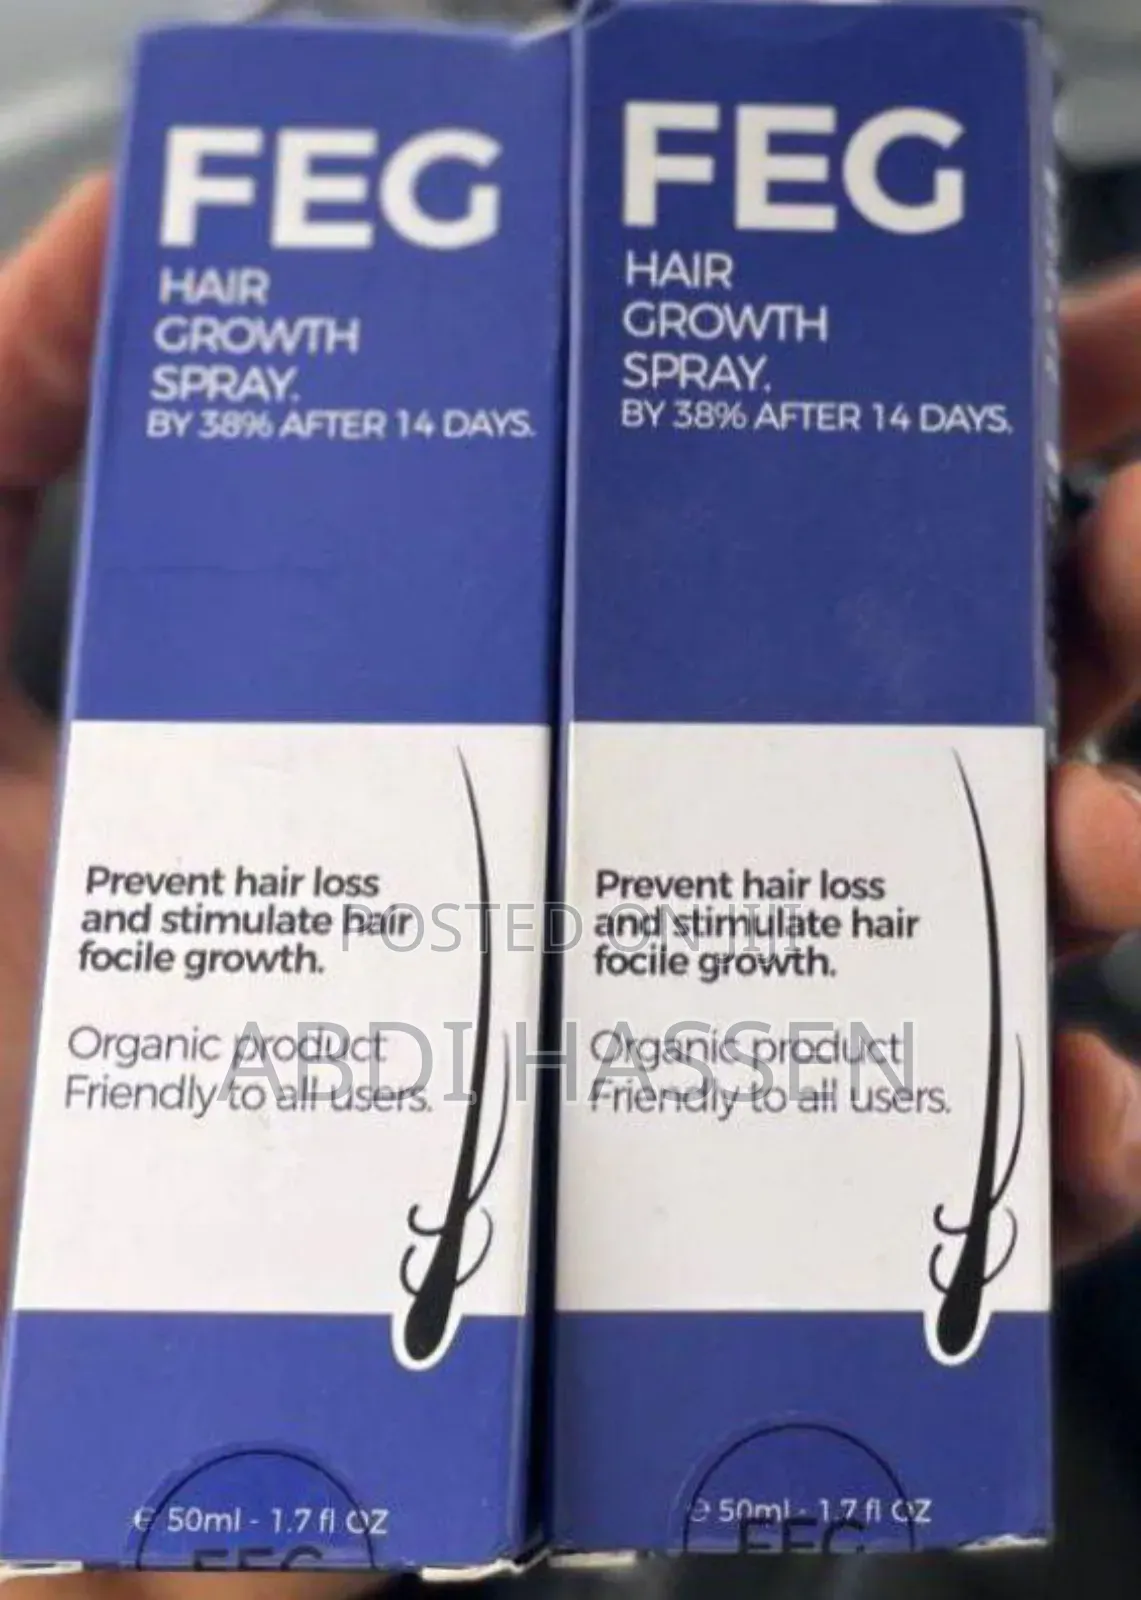 FEG
HAIR
GROWTH
SPRAY.
BY 38% AFTER 14 DAYS.
Prevent hair loss
and stimulate hair
focile growth.
Organic product
Friendly to all users.
e 50ml - 1.7 fl OZ
FEG
FEG
HAIR
GROWTH
SPRAY.
BY 38% AFTER 14 DAYS.
Prevent hair loss
and stimulate hair
focile growth.
Organic product
Friendly to all users.
e 50ml - 1.7 fl OZ
FEG
POSTED ON JIJI
ABDI HASSEN